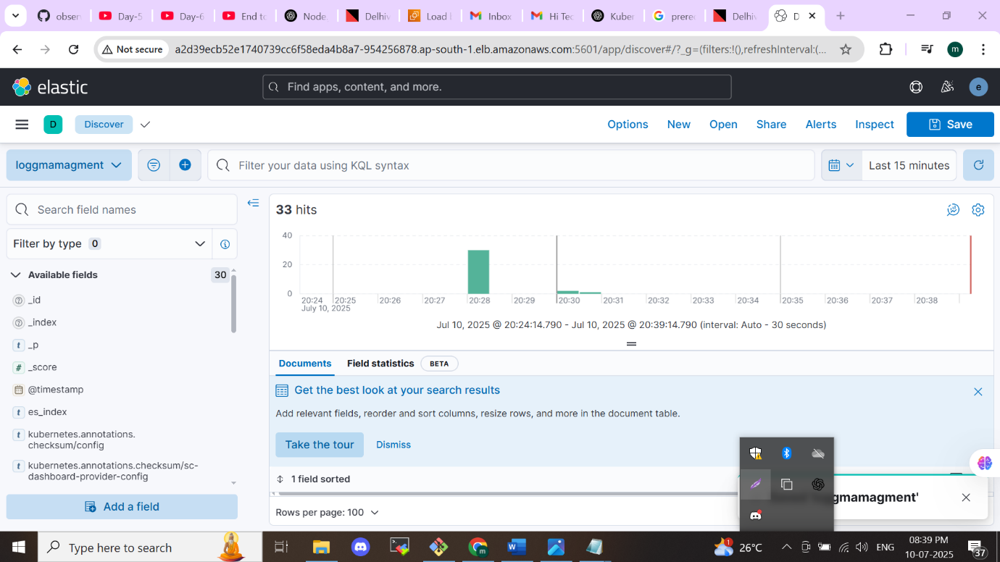 obser
Day-5
Day-6
End to
Node.
Delhiv
Load
Inbox
Hi Tec
Kuber
prere
Delhiv
D
Not secure
a2d39ecb52e1740739cc6f58eda4b8a7-954256878.ap-south-1.elb.amazonaws.com:5601/app/discover#/?_g=(filters:!(),refreshInterval:(...
m
elastic
Find apps, content, and more.
e
D
Discover
Options
New
Open
Share
Alerts
Inspect
Save
loggmamagment
Filter your data using KQL syntax
Last 15 minutes
Search field names
33 hits
Filter by type 0
40
20
0
20:24 20:25 20:26 20:27 20:28 20:29 20:30 20:31 20:32 20:33 20:34 20:35 20:36 20:37 20:38
July 10, 2025
Jul 10, 2025 @ 20:24:14.790 - Jul 10, 2025 @ 20:39:14.790 (interval: Auto - 30 seconds)
Available fields 30
_id
_index
_p
_score
@timestamp
es_index
kubernetes.annotations.
checksum/config
kubernetes.annotations.checksum/sc-
dashboard-provider-config
Add a field
Documents
Field statistics
BETA
Get the best look at your search results
Add relevant fields, reorder and sort columns, resize rows, and more in the document table.
Take the tour
Dismiss
1 field sorted
Rows per page: 100
gmamagment'
Type here to search
1
26°C
ENG
08:39 PM
10-07-2025
37